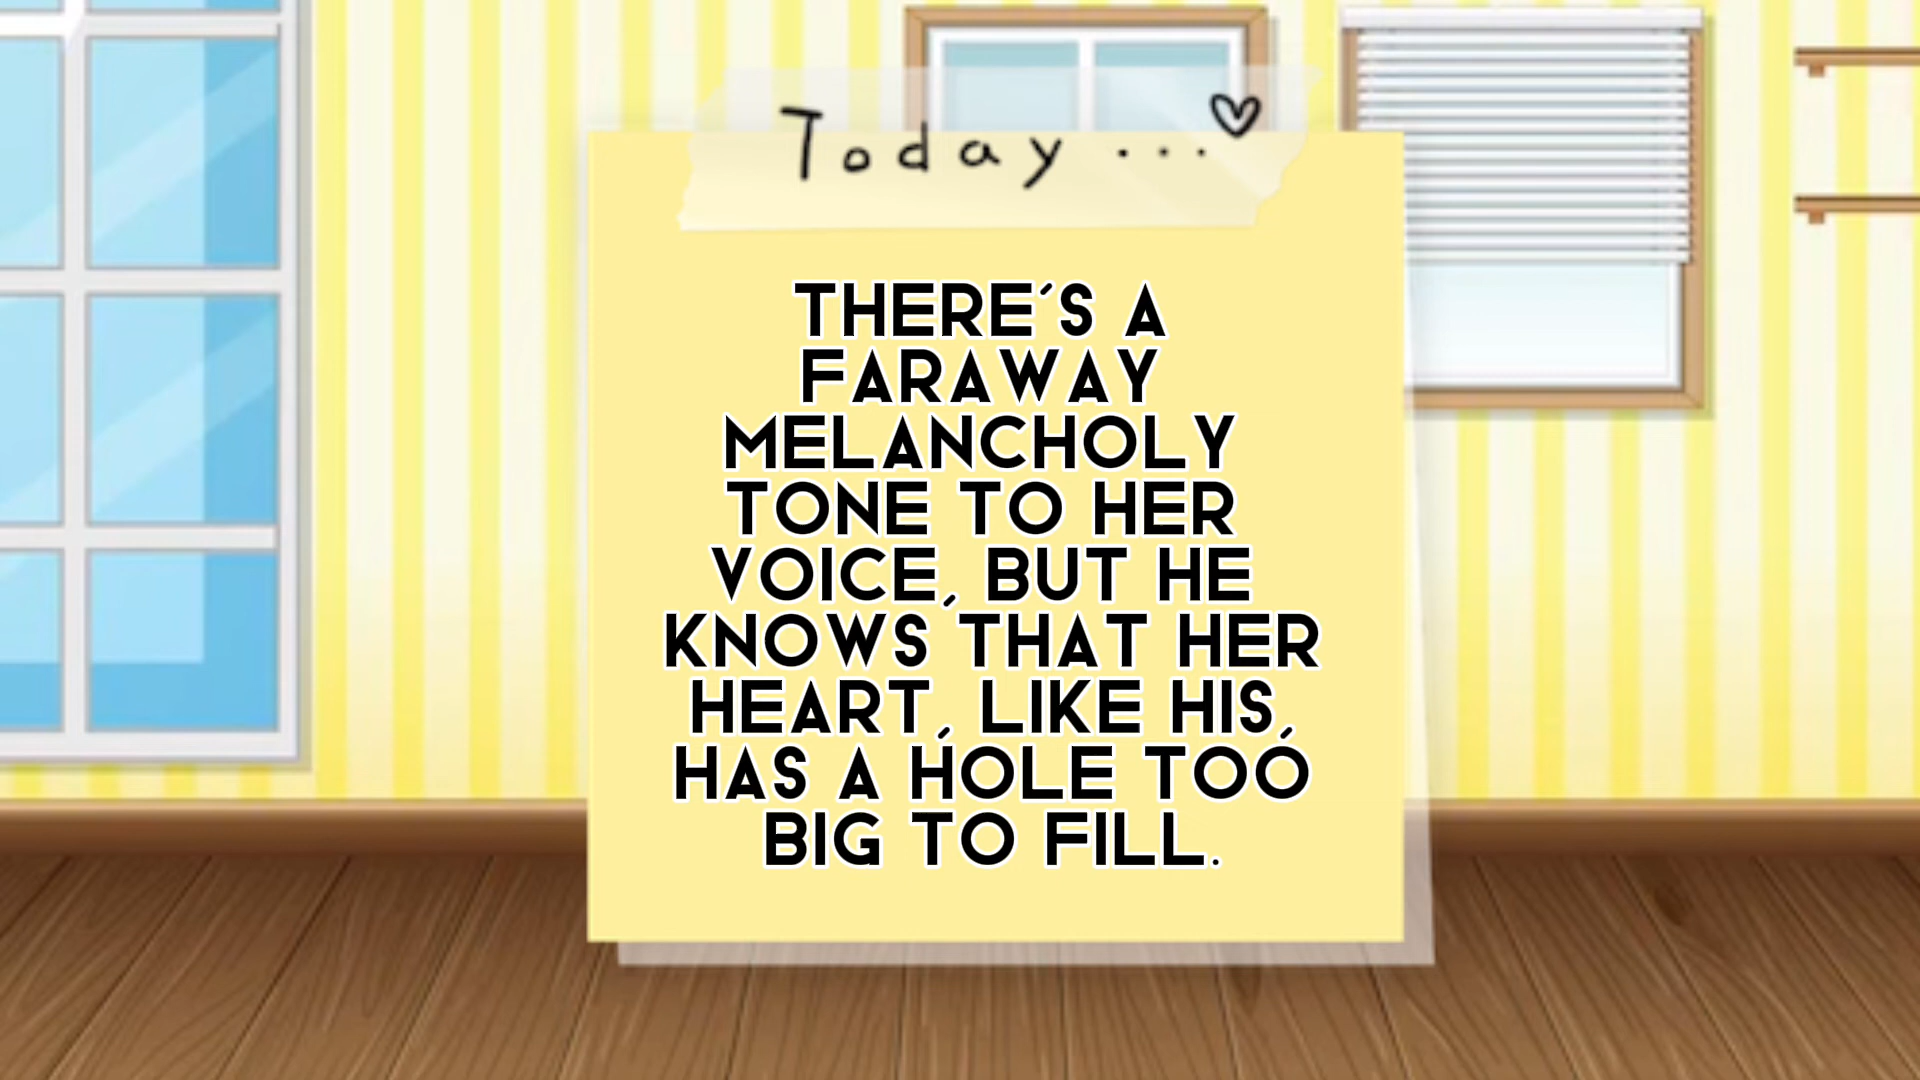 Today ...
THERE'S A
FARAWAY
MELANCHOLY
TONE TO HER
VOICE, BUT HE
KNOWS THAT HER
HEART, LIKE HIS,
HAS A HOLE TOO
BIG TO FILL.